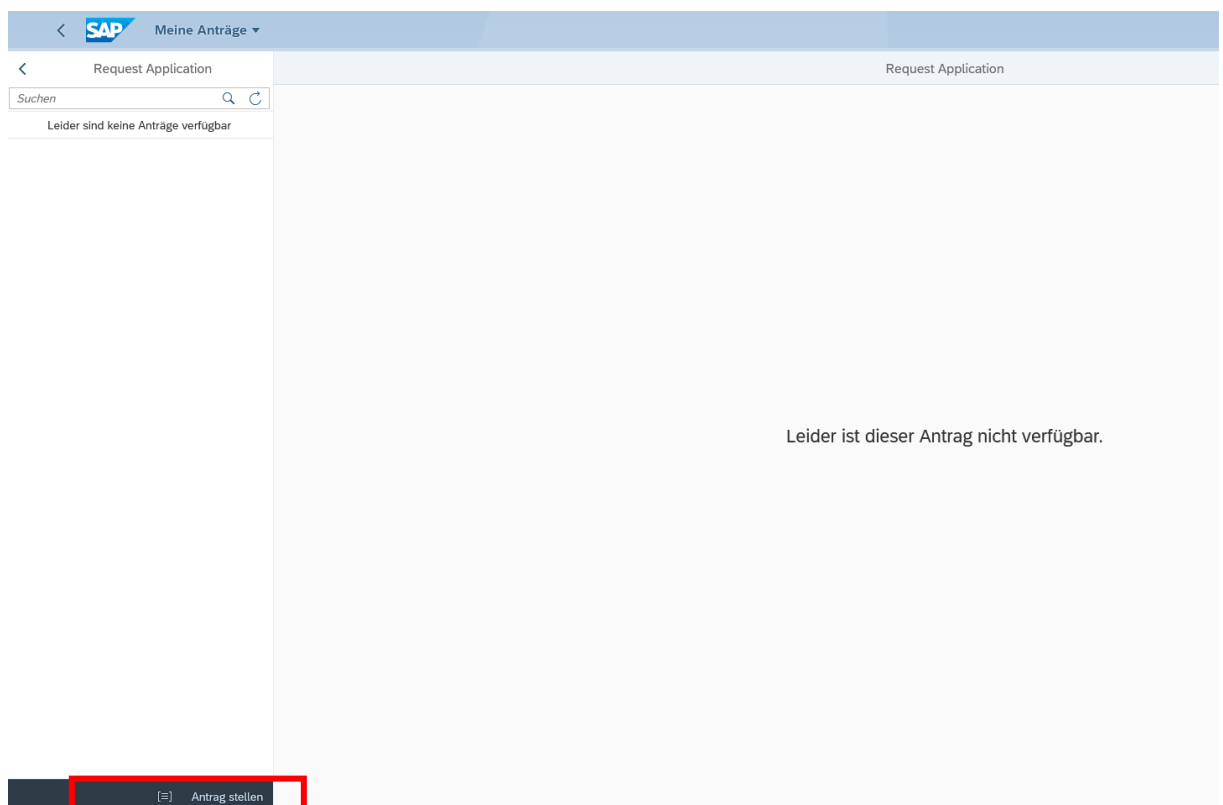 SAP Meine Anträge
Request Application
Request Application
Suchen
Leider sind keine Anträge verfügbar
Leider ist dieser Antrag nicht verfügbar.
Antrag stellen